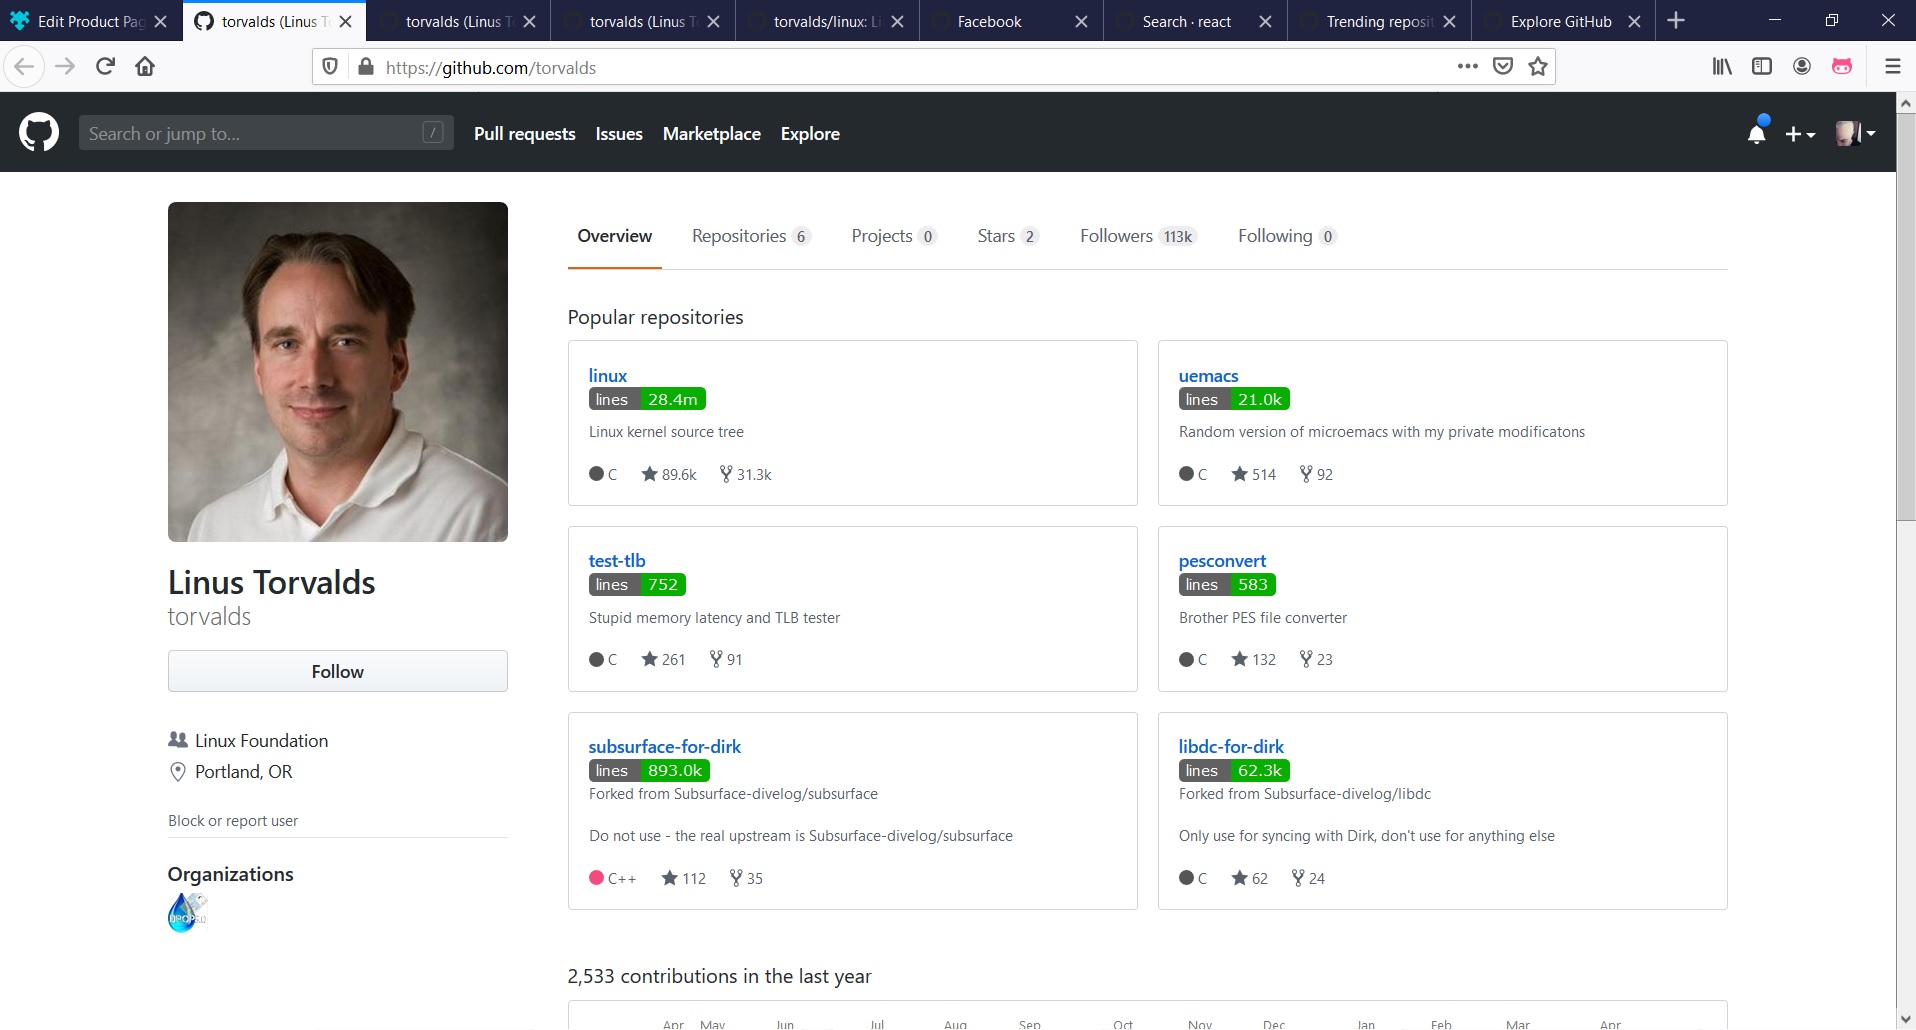 Edit Product Pag
torvalds (Linus T
torvalds (Linus T
torvalds (Linus T
torvalds/linux: Li
Facebook
Search · react
Trending reposit
Explore GitHub
https://github.com/torvalds
Search or jump to...
/
Pull requests
Issues
Marketplace
Explore
Overview
Repositories 6
Projects 0
Stars 2
Followers 113k
Following 0
Popular repositories
linux
lines 28.4m
Linux kernel source tree
C 89.6k 31.3k
uemacs
lines 21.0k
Random version of microemacs with my private modificatons
C 514 92
test-tlb
lines 752
Stupid memory latency and TLB tester
C 261 91
pesconvert
lines 583
Brother PES file converter
C 132 23
subsurface-for-dirk
lines 893.0k
Forked from Subsurface-divelog/subsurface
Do not use - the real upstream is Subsurface-divelog/subsurface
C++ 112 35
libdc-for-dirk
lines 62.3k
Forked from Subsurface-divelog/libdc
Only use for syncing with Dirk, don't use for anything else
C 62 24
Linus Torvalds
torvalds
Follow
Linux Foundation
Portland, OR
Block or report user
Organizations
2,533 contributions in the last year
Apr May Jun Jul Aug Sep Oct Nov Dec Jan Feb Mar Apr